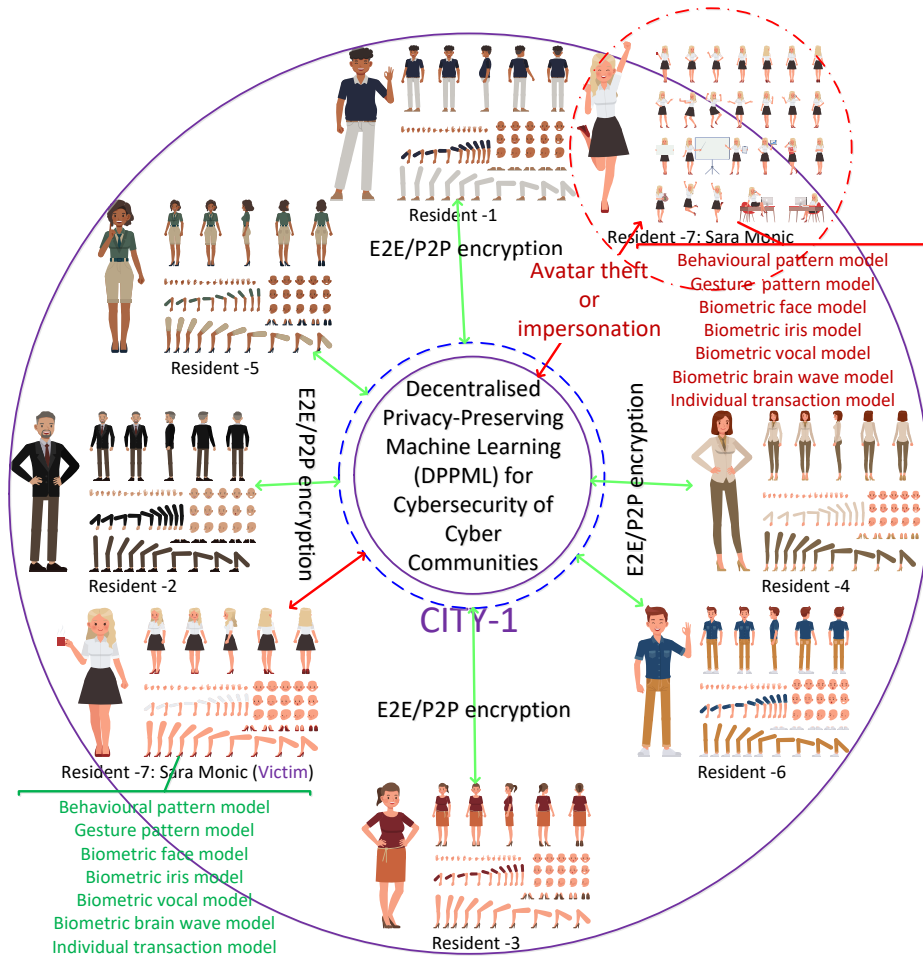 Resident -1
E2E/P2P encryption
Resident -7: Sara Monic
Behavioural pattern model
Gesture pattern model
Biometric face model
Biometric iris model
Biometric vocal model
Biometric brain wave model
Individual transaction model
Avatar theft
or
impersonation
Resident -5
E2E/P2P encryption
E2E/P2P encryption
Decentralised
Privacy-Preserving
Machine Learning
(DPPML) for
Cybersecurity of
Cyber
Communities
CITY-1
Resident -2
Resident -4
Resident -7: Sara Monic (Victim)
Behavioural pattern model
Gesture pattern model
Biometric face model
Biometric iris model
Biometric vocal model
Biometric brain wave model
Individual transaction model
E2E/P2P encryption
Resident -6
Resident -3